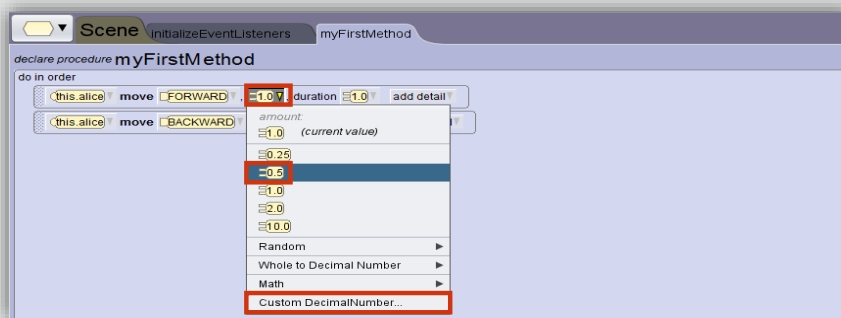 Scene initializeEventListeners myFirstMethod
declare procedure myFirstMethod
do in order
this.alice move FORWARD , 1.0 , duration 1.0 add detail
this.alice move BACKWARD
amount:
1.0 (current value)
0.25
0.5
1.0
2.0
10.0
Random
Whole to Decimal Number
Math
Custom DecimalNumber...